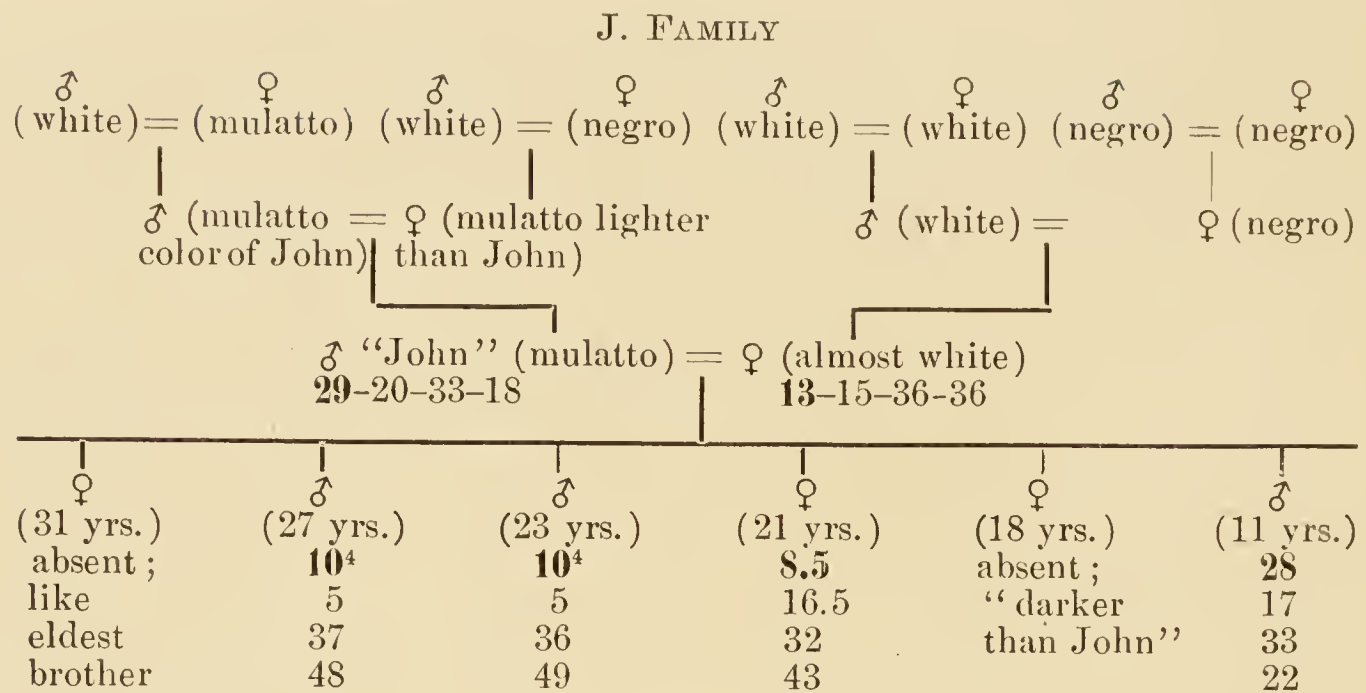 J. FAMILY
♂ ♀ ♂ ♀ ♂ ♀ ♂ ♀
(white) = (mulatto) (white) = (negro) (white) = (white) (negro) = (negro)
♂ (mulatto = ♀ (mulatto lighter ♂ (white) = ♀ (negro)
color of John) than John)
♂ “John” (mulatto) = ♀ (almost white)
29–20–33–18 13–15–36–36
♀ ♂ ♂ ♀ ♀ ♂
(31 yrs.) (27 yrs.) (23 yrs.) (21 yrs.) (18 yrs.) (11 yrs.)
absent; 10⁴ 10⁴ 8.5 absent; 28
like 5 5 16.5 “darker 17
eldest 37 36 32 than John” 33
brother 48 49 43 22